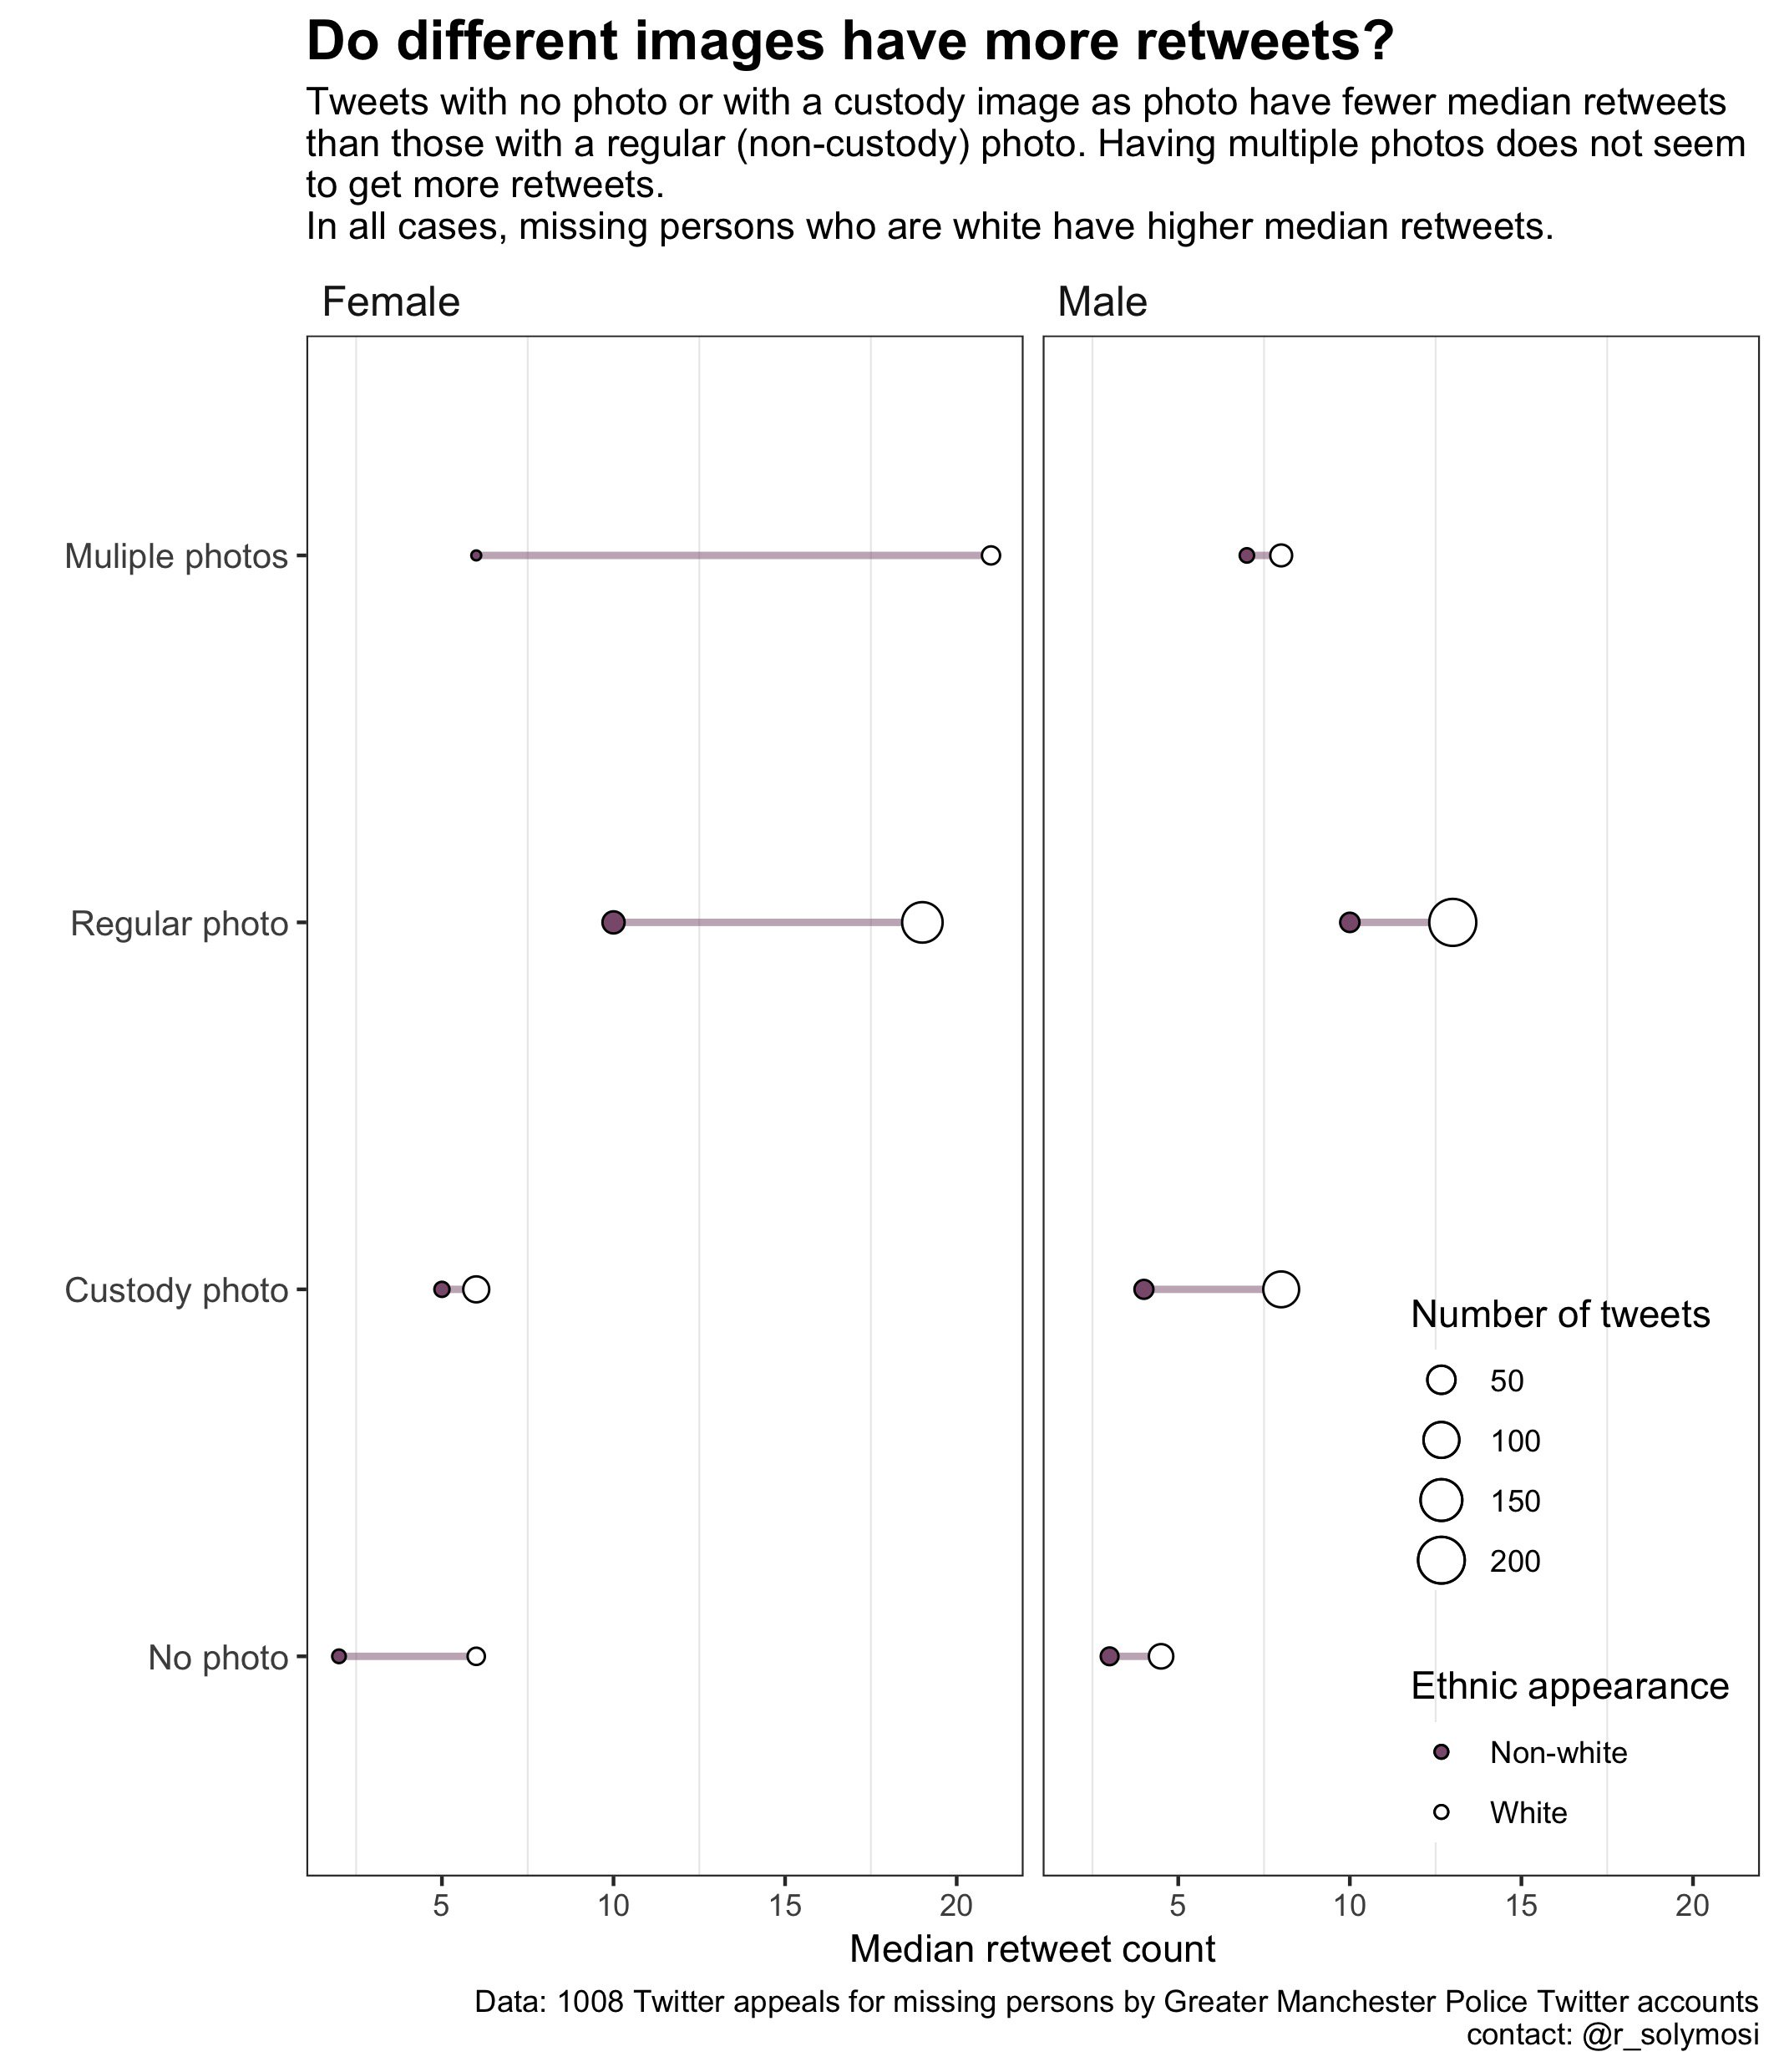 Do different images have more retweets?
Tweets with no photo or with a custody image as photo have fewer median retweets
than those with a regular (non-custody) photo. Having multiple photos does not seem
to get more retweets.
In all cases, missing persons who are white have higher median retweets.
Female
Male
Muliple photos
Regular photo
Custody photo
No photo
Number of tweets
50
100
150
200
Ethnic appearance
Non-white
White
5 10 15 20
5 10 15 20
Median retweet count
Data: 1008 Twitter appeals for missing persons by Greater Manchester Police Twitter accounts
contact: @r_solymosi